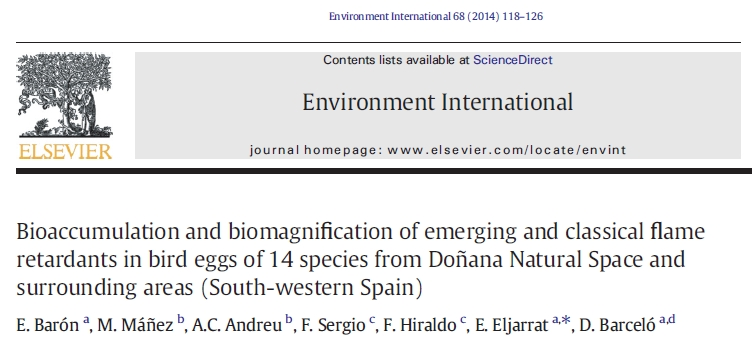 Environment International 68 (2014) 118–126
Contents lists available at ScienceDirect
Environment International
journal homepage: www.elsevier.com/locate/envint
ELSEVIER
Bioaccumulation and biomagnification of emerging and classical flame
retardants in bird eggs of 14 species from Doñana Natural Space and
surrounding areas (South-western Spain)
E. Barón a, M. Máñez b, A.C. Andreu b, F. Sergio c, F. Hiraldo c, E. Eljarrat a,*, D. Barceló a,d